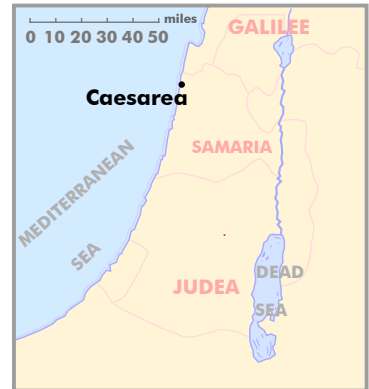 miles
0 10 20 30 40 50
GALILEE
Caesarea
SAMARIA
MEDITERRANEAN
SEA
DEAD
SEA
JUDEA